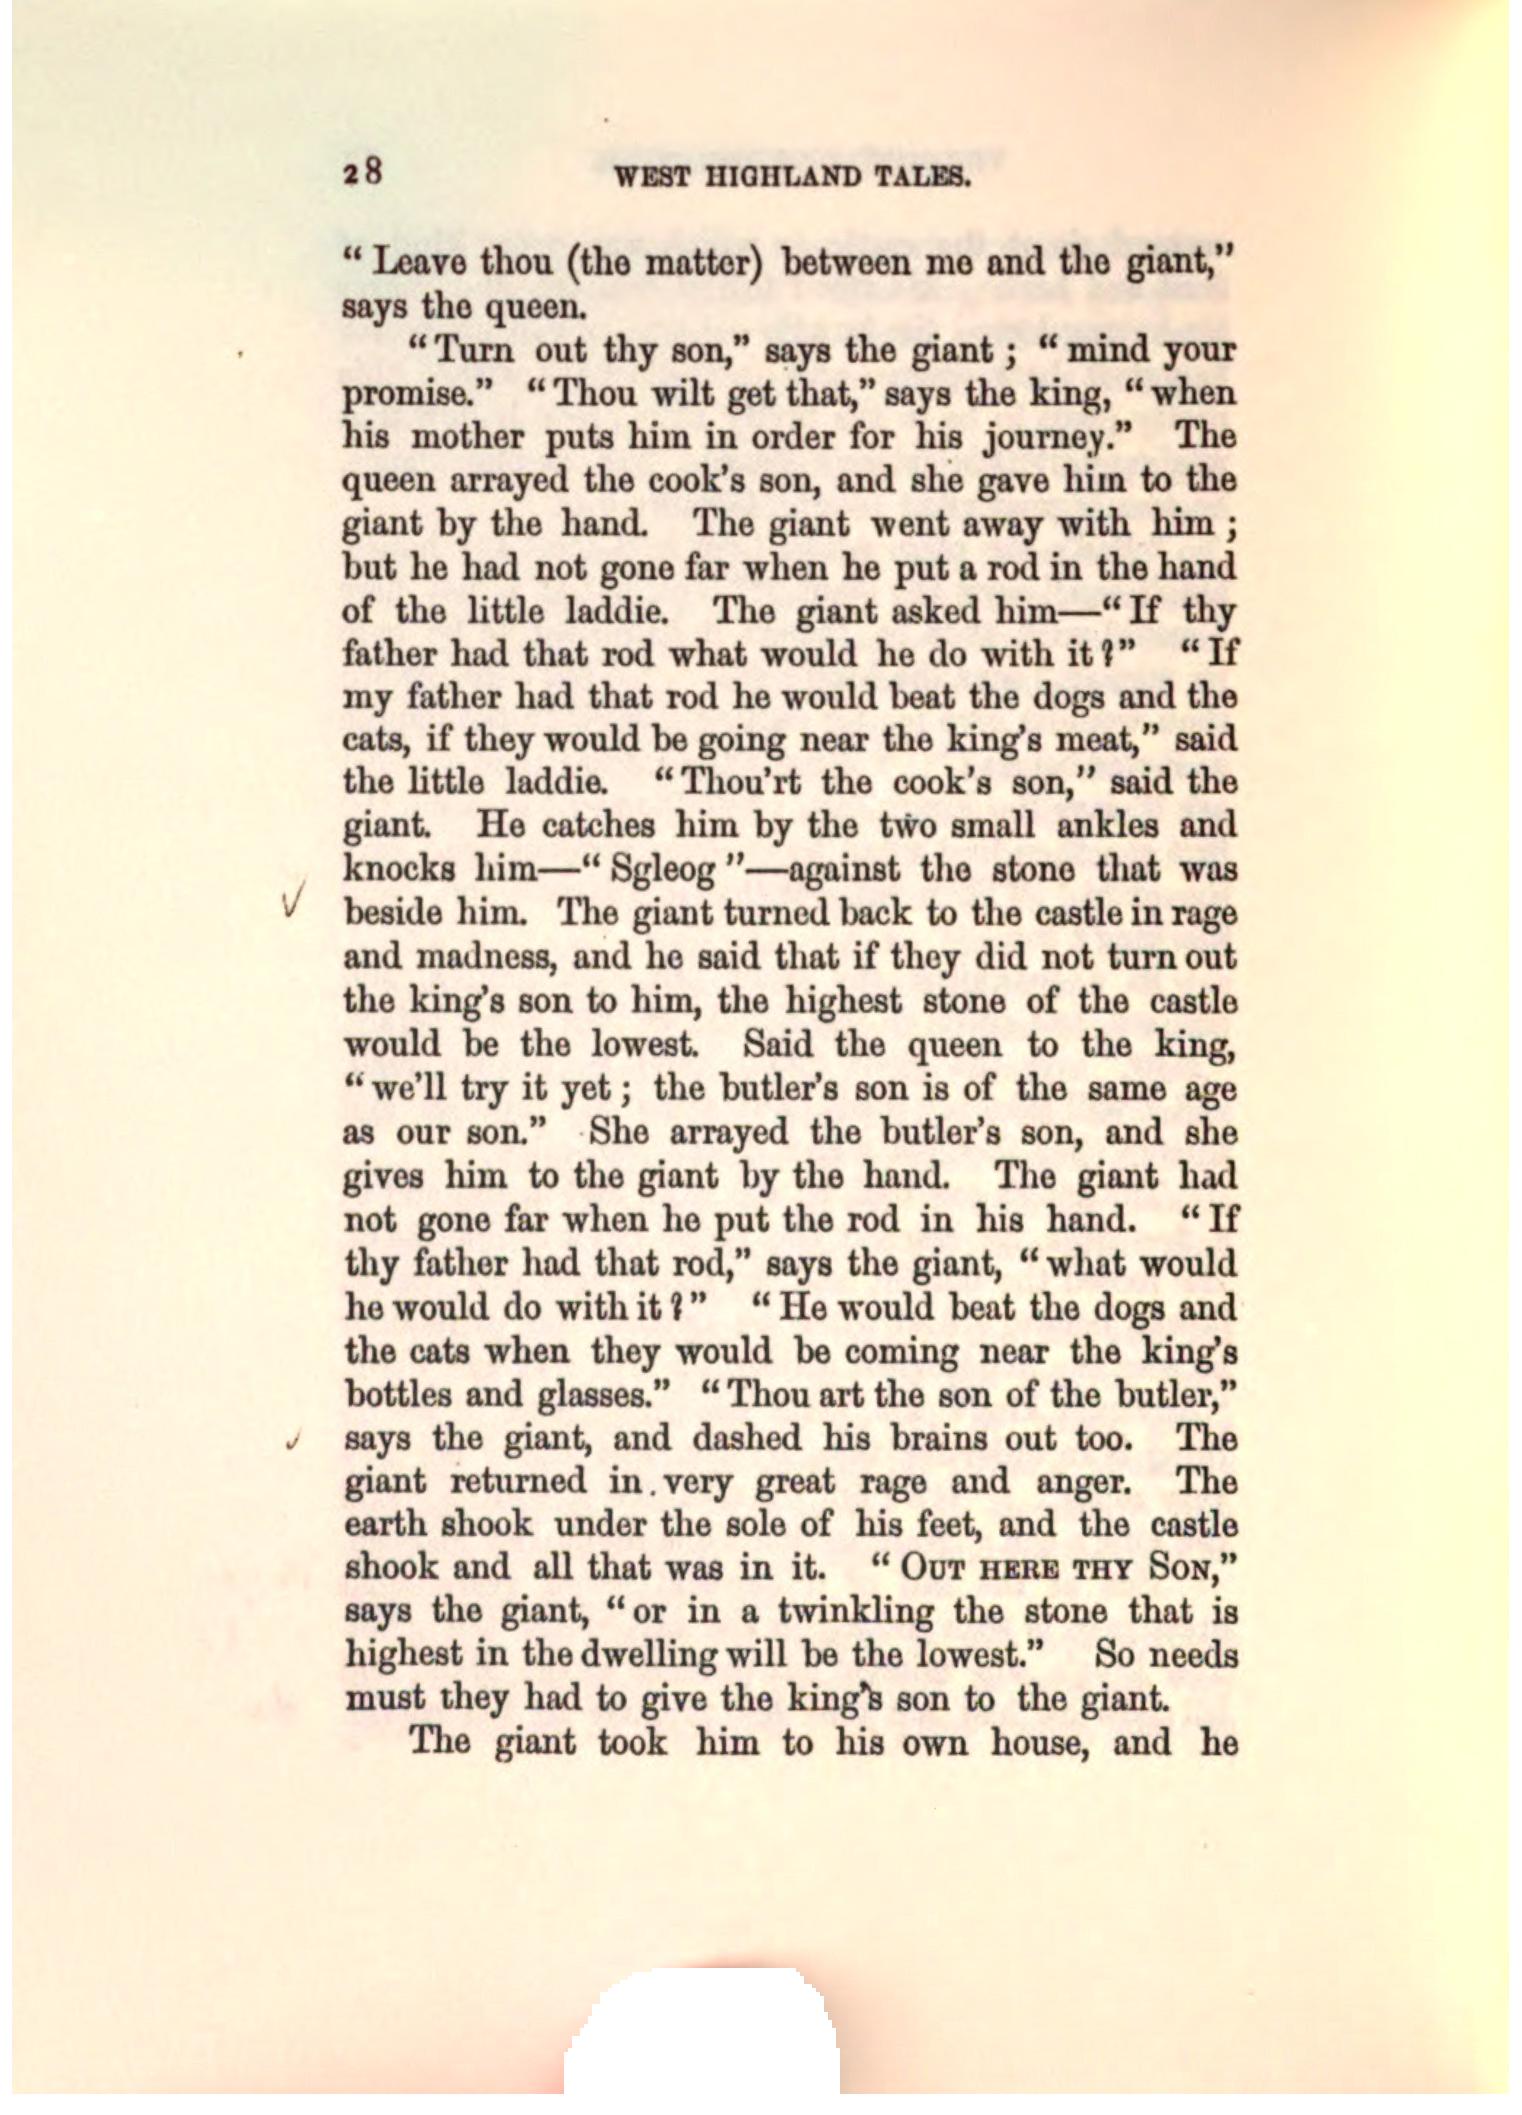 28 WEST HIGHLAND TALES.
“ Leave thou (the matter) between me and the giant,”
says the queen.
“ Turn out thy son,” says the giant ; “ mind your
promise.” “ Thou wilt get that,” says the king, “ when
his mother puts him in order for his journey.” The
queen arrayed the cook’s son, and she gave him to the
giant by the hand. The giant went away with him ;
but he had not gone far when he put a rod in the hand
of the little laddie. The giant asked him—“ If thy
father had that rod what would he do with it ?” “ If
my father had that rod he would beat the dogs and the
cats, if they would be going near the king’s meat,” said
the little laddie. “ Thou’rt the cook’s son,” said the
giant. He catches him by the two small ankles and
knocks him—“ Sgleog ”—against the stone that was
beside him. The giant turned back to the castle in rage
and madness, and he said that if they did not turn out
the king’s son to him, the highest stone of the castle
would be the lowest. Said the queen to the king,
“ we’ll try it yet ; the butler’s son is of the same age
as our son.” She arrayed the butler’s son, and she
gives him to the giant by the hand. The giant had
not gone far when he put the rod in his hand. “ If
thy father had that rod,” says the giant, “ what would
he would do with it ?” “ He would beat the dogs and
the cats when they would be coming near the king’s
bottles and glasses.” “ Thou art the son of the butler,”
says the giant, and dashed his brains out too. The
giant returned in very great rage and anger. The
earth shook under the sole of his feet, and the castle
shook and all that was in it. “ OUT HERE THY SON,”
says the giant, “ or in a twinkling the stone that is
highest in the dwelling will be the lowest.” So needs
must they had to give the king’s son to the giant.
The giant took him to his own house, and he